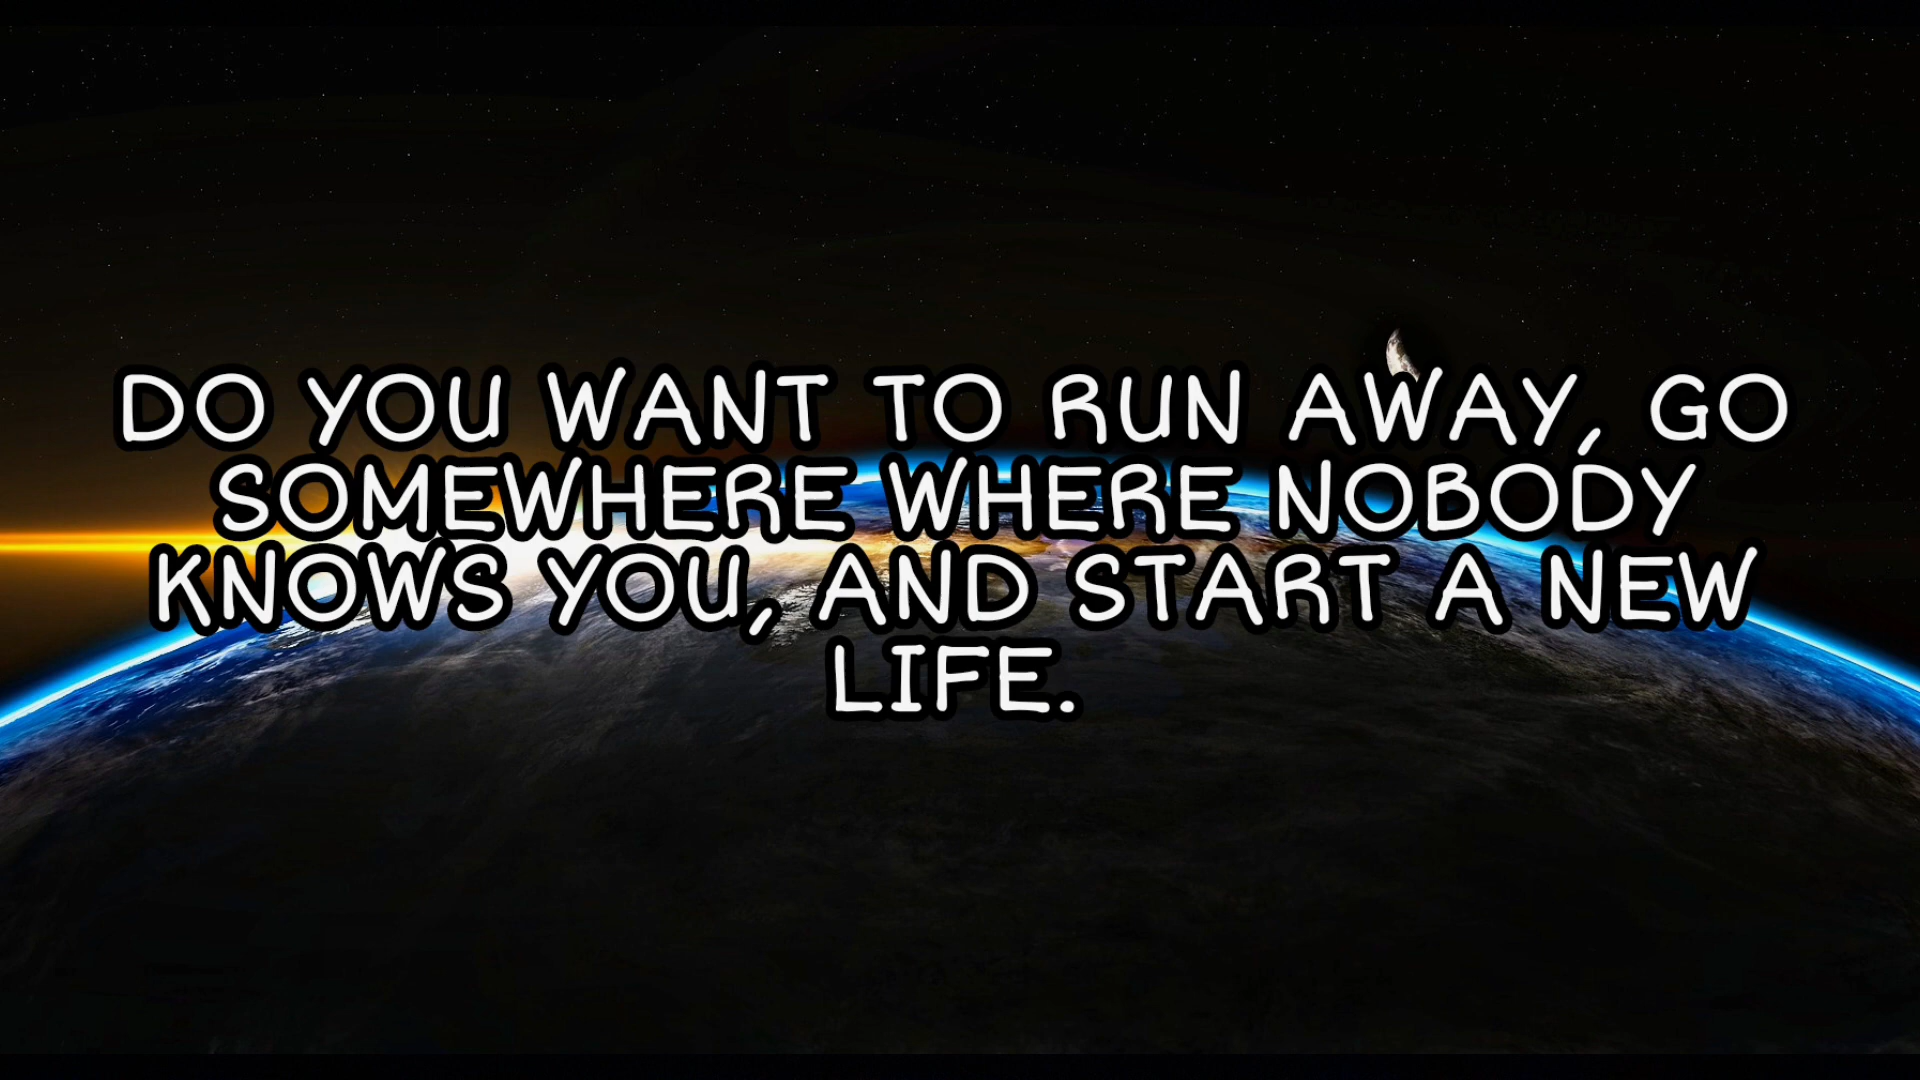 DO YOU WANT TO RUN AWAY, GO
SOMEWHERE WHERE NOBODY
KNOWS YOU, AND START A NEW
LIFE.